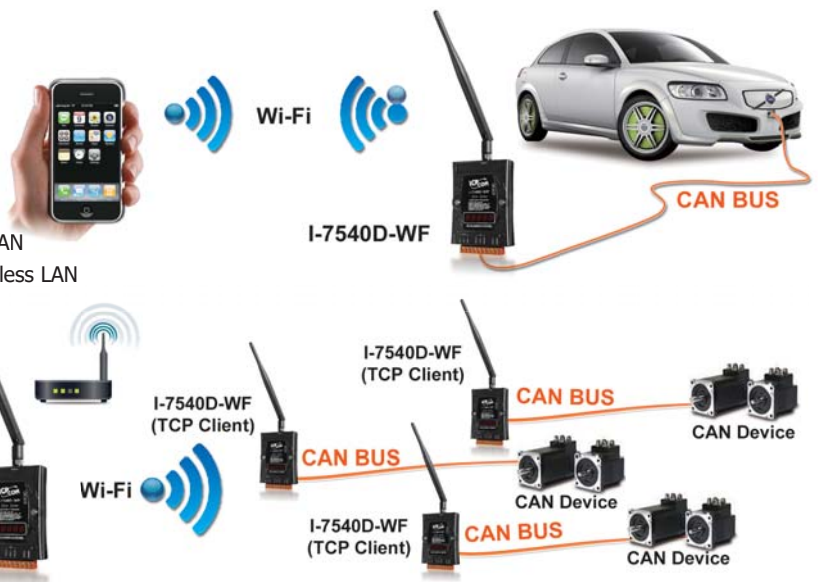 Wi-Fi
I-7540D-WF
CAN BUS
AN
less LAN
I-7540D-WF
(TCP Client)
CAN BUS
CAN Device
I-7540D-WF
(TCP Client)
CAN BUS
CAN Device
Wi-Fi
I-7540D-WF
(TCP Client)
CAN BUS
CAN Device